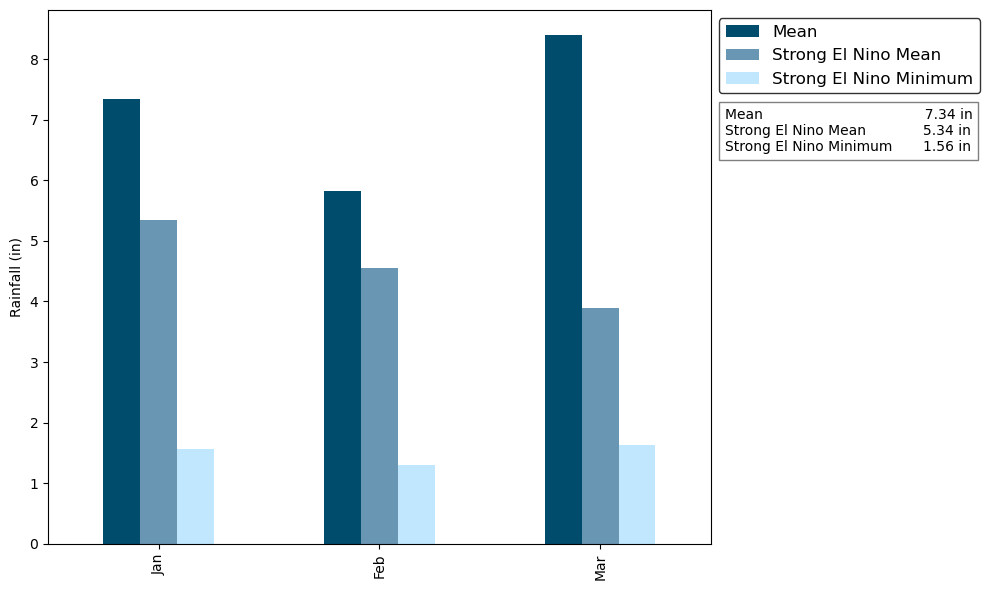 Mean
Strong El Nino Mean
Strong El Nino Minimum
Mean 7.34 in
Strong El Nino Mean 5.34 in
Strong El Nino Minimum 1.56 in
Rainfall (in)
8
7
6
5
4
3
2
1
0
Jan
Feb
Mar